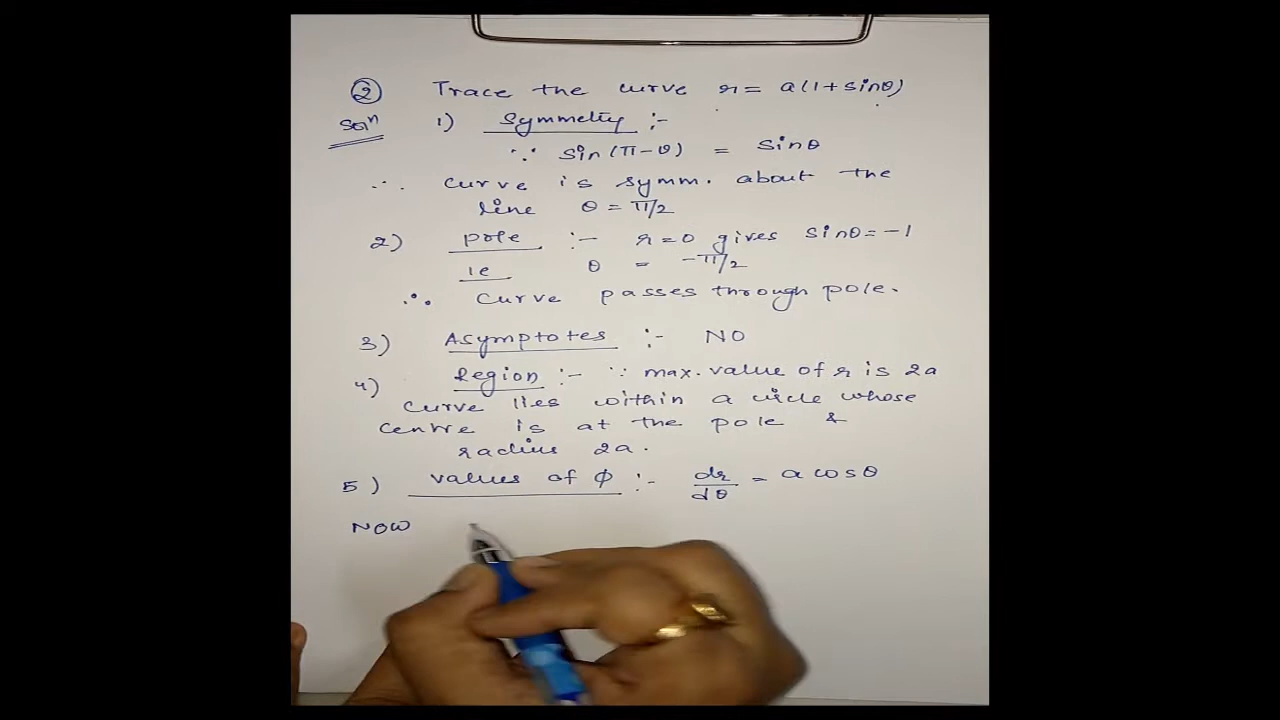 ② Trace the curve r = a(1+sinθ)
Solⁿ 1) Symmetry :-
∵ sin(π-θ) = sinθ
∴ curve is symm. about the
line θ = π/2
2) pole :- r=0 gives sinθ=-1
ie θ = -π/2
∴ curve passes through pole.
3) Asymptotes :- NO
4) Region :- ∵ max. value of r is 2a
curve lies within a circle whose
centre is at the pole &
radius 2a.
5) values of ϕ :- dr/dθ = a cosθ
NOW